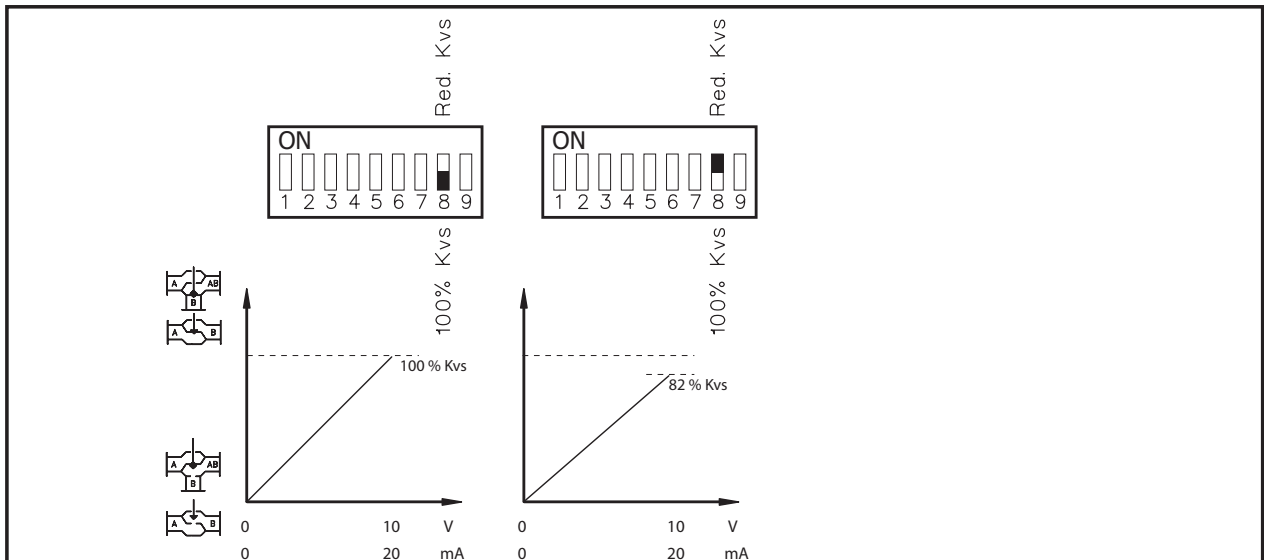 Red. Kvs
Red. Kvs
ON
1 2 3 4 5 6 7 8 9
ON
1 2 3 4 5 6 7 8 9
100% Kvs
100% Kvs
A AB
B
A B
100 % Kvs
82 % Kvs
A AB
B
A B
0 10 V
0 20 mA
0 10 V
0 20 mA